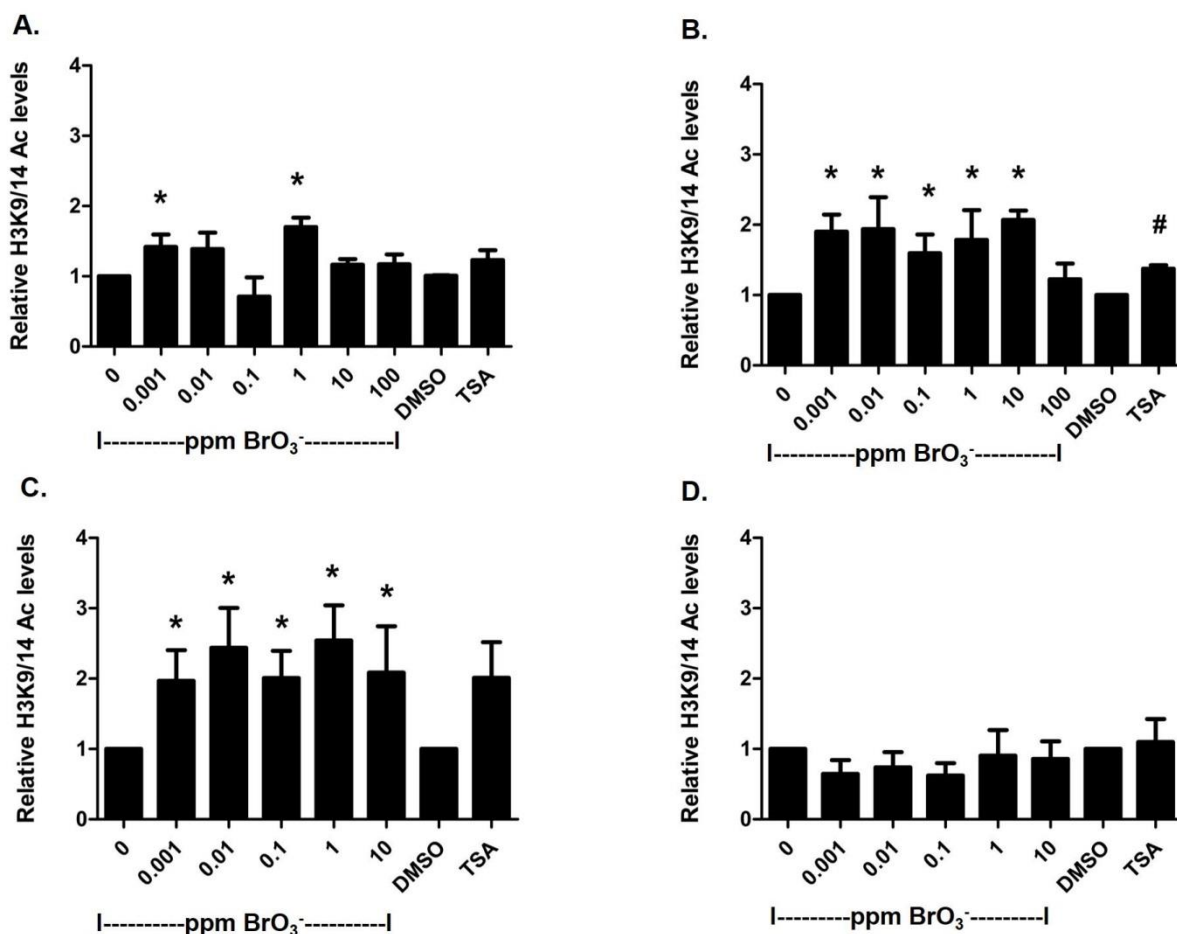 A.
Relative H3K9/14 Ac levels
4
3
2
1
0
*
*
0 0.001 0.01 0.1 1 10 100 DMSO TSA
I----------ppm BrO₃⁻-----------I
B.
Relative H3K9/14 Ac levels
4
3
2
1
0
* * * * *
#
0 0.001 0.01 0.1 1 10 100 DMSO TSA
I----------ppm BrO₃⁻-----------I
C.
Relative H3K9/14 Ac levels
4
3
2
1
0
* * * * *
0 0.001 0.01 0.1 1 10 DMSO TSA
I----------ppm BrO₃⁻----------I
D.
Relative H3K9/14 Ac levels
4
3
2
1
0
0 0.001 0.01 0.1 1 10 DMSO TSA
I---------ppm BrO₃⁻----------I